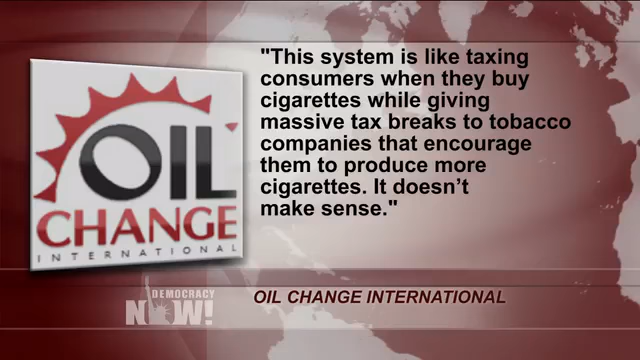 "This system is like taxing
consumers when they buy
cigarettes while giving
massive tax breaks to tobacco
companies that encourage
them to produce more
cigarettes. It doesn't
make sense."
OIL
CHANGE
INTERNATIONAL
DEMOCRACY
NOW!
OIL CHANGE INTERNATIONAL